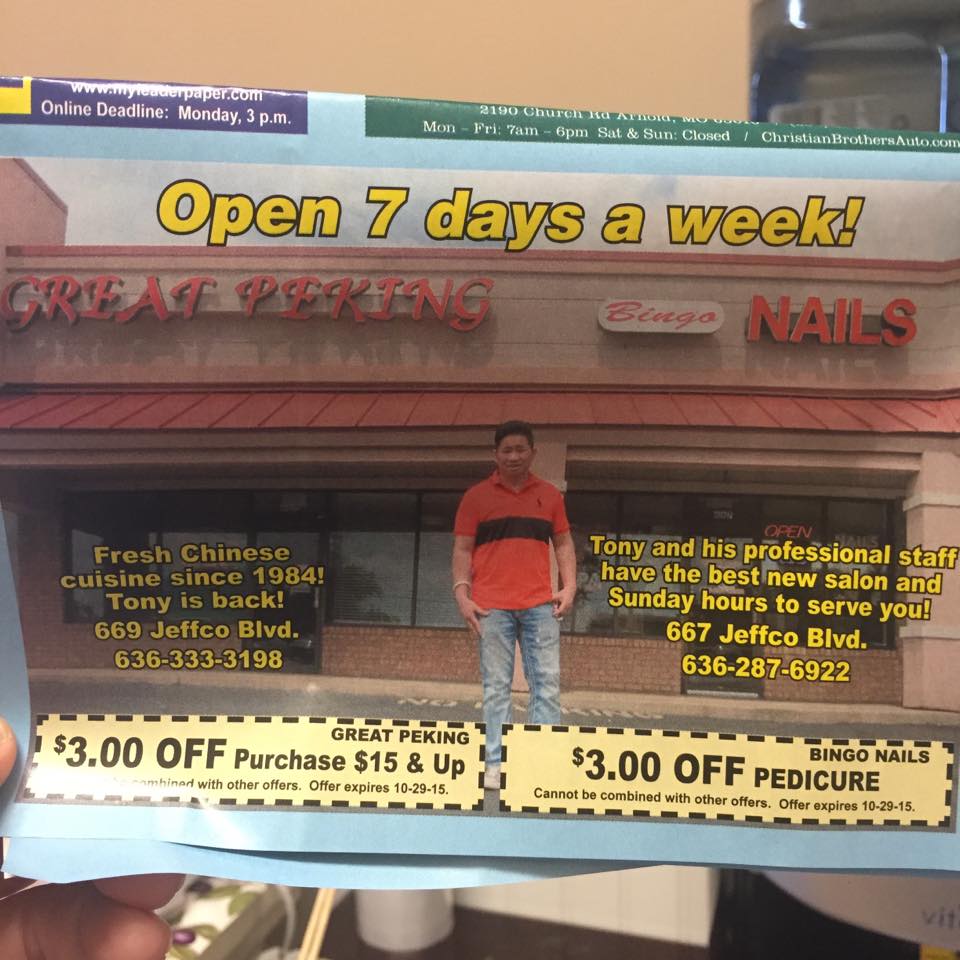 www.myleaderpaper.com
Online Deadline: Monday, 3 p.m.
2190 Church Rd Arnold, MO
Mon - Fri: 7am - 6pm Sat & Sun: Closed / ChristianBrothersAuto.com
Open 7 days a week!
GREAT PEKING
Bingo NAILS
OPEN
NAILS
Fresh Chinese
cuisine since 1984!
Tony is back!
669 Jeffco Blvd.
636-333-3198
Tony and his professional staff
have the best new salon and
Sunday hours to serve you!
667 Jeffco Blvd.
636-287-6922
GREAT PEKING
$3.00 OFF Purchase $15 & Up
combined with other offers. Offer expires 10-29-15.
BINGO NAILS
$3.00 OFF PEDICURE
Cannot be combined with other offers. Offer expires 10-29-15.